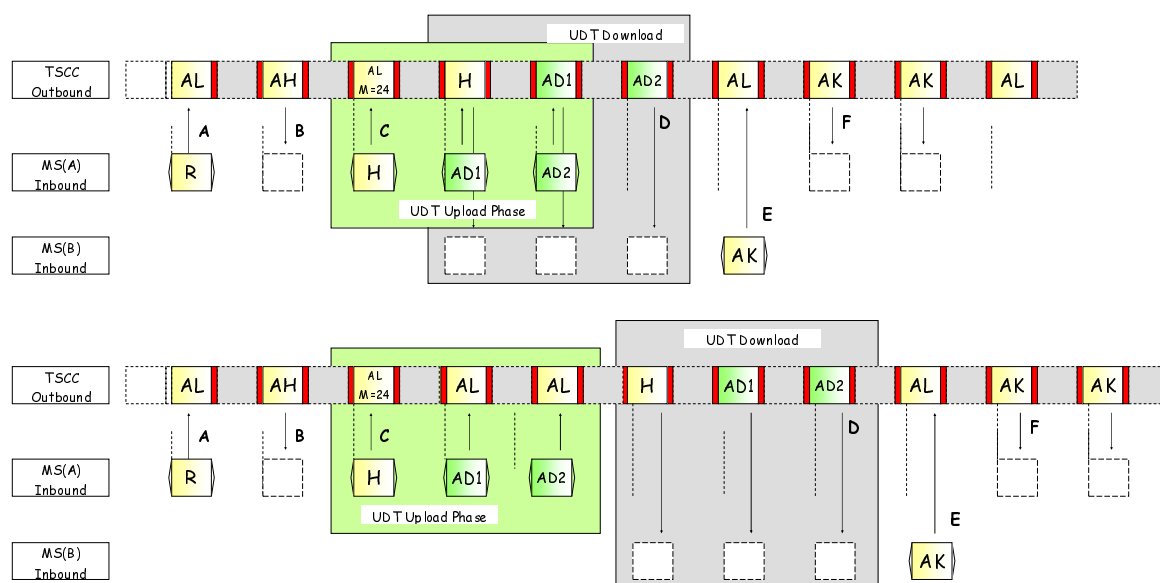 UDT Download
TSCC
Outbound
AL
AH
AL
M=24
H
AD1
AD2
AL
AK
AK
AL
A
B
C
D
F
MS(A)
Inbound
R
H
AD1
AD2
UDT Upload Phase
E
MS(B)
Inbound
AK
UDT Download
TSCC
Outbound
AL
AH
AL
M=24
AL
AL
H
AD1
AD2
AL
AK
AK
A
B
C
D
F
MS(A)
Inbound
R
H
AD1
AD2
UDT Upload Phase
E
MS(B)
Inbound
AK